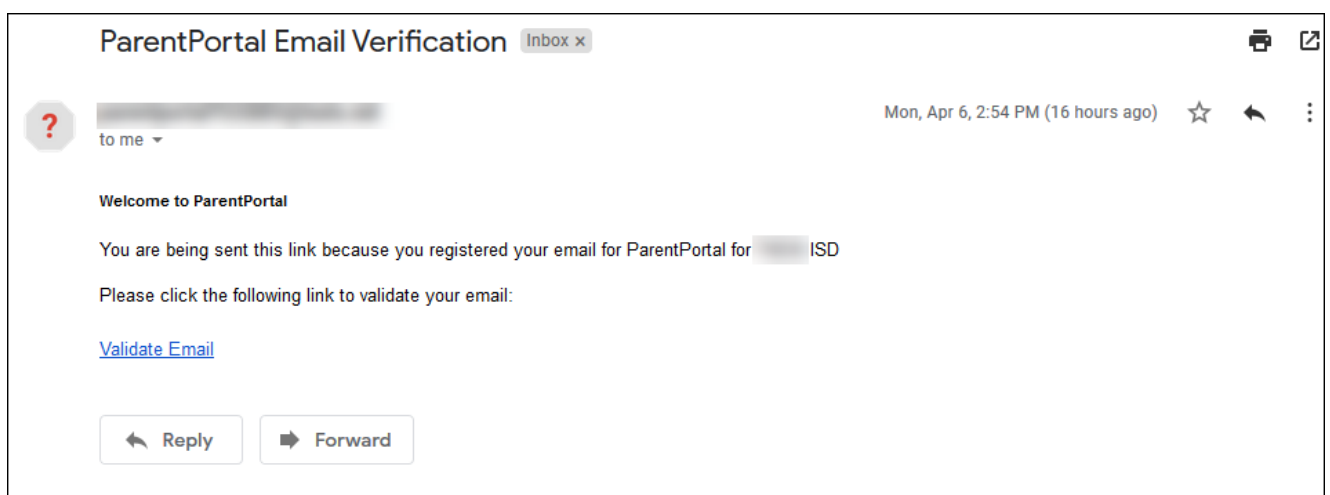 ParentPortal Email Verification Inbox x
?
Mon, Apr 6, 2:54 PM (16 hours ago)
to me
Welcome to ParentPortal
You are being sent this link because you registered your email for ParentPortal for ISD
Please click the following link to validate your email:
Validate Email
Reply Forward